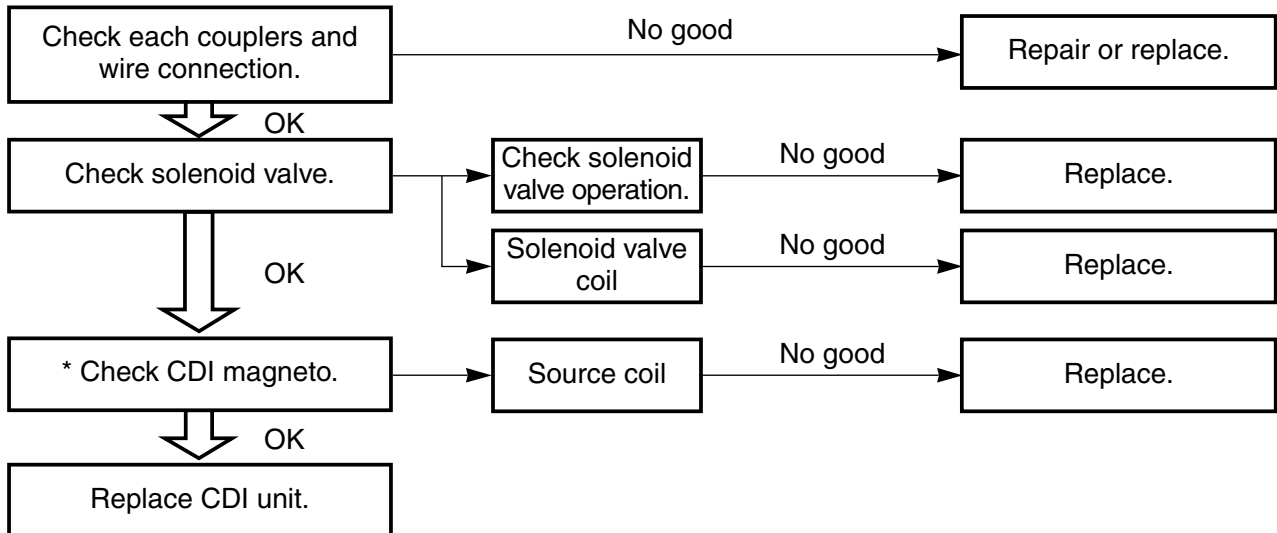 Check each couplers and
wire connection.
No good
Repair or replace.
OK
Check solenoid valve.
Check solenoid
valve operation.
No good
Replace.
Solenoid valve
coil
No good
Replace.
OK
* Check CDI magneto.
Source coil
No good
Replace.
OK
Replace CDI unit.